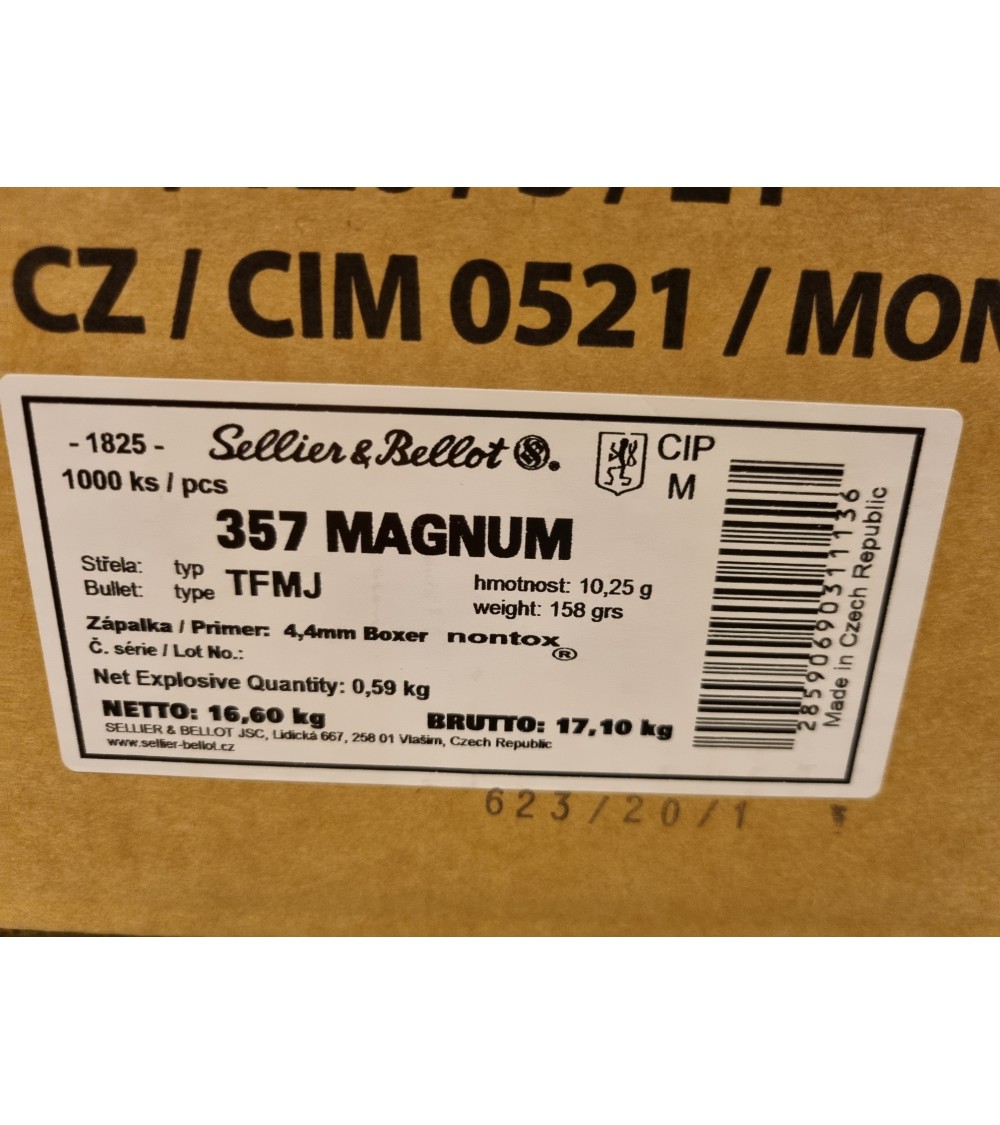 CZ / CIM 0521 / MON
- 1825 -
Sellier & Bellot
CIP
M
1000 ks / pcs
357 MAGNUM
Střela: typ
Bullet: type TFMJ
hmotnost: 10,25 g
weight: 158 grs
Zápalka / Primer: 4,4mm Boxer nontox®
Č. série / Lot No.:
Net Explosive Quantity: 0,59 kg
NETTO: 16,60 kg BRUTTO: 17,10 kg
SELLIER & BELLOT JSC, Lidická 667, 258 01 Vlašim, Czech Republic
www.sellier-bellot.cz
28590690311136
Made in Czech Republic
623/20/1